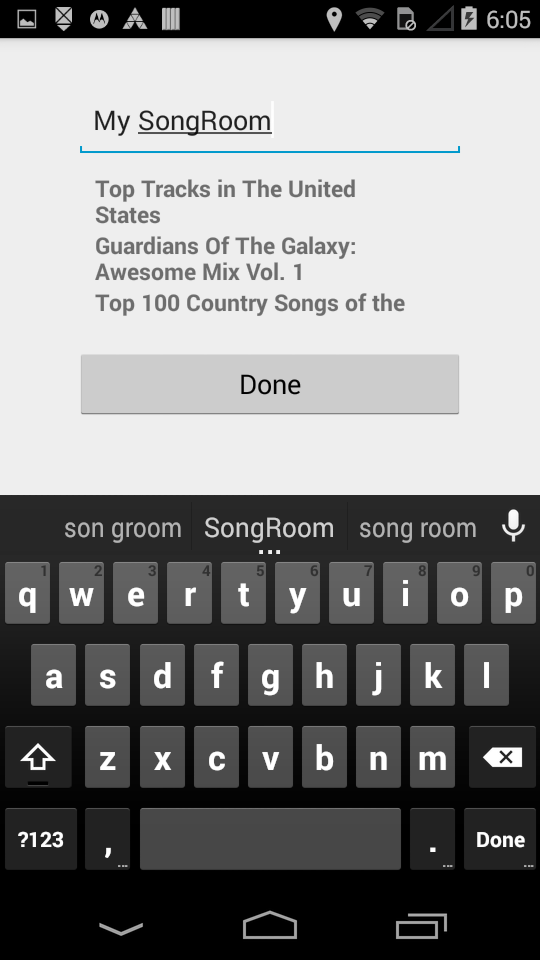 6:05
My SongRoom
Top Tracks in The United
States
Guardians Of The Galaxy:
Awesome Mix Vol. 1
Top 100 Country Songs of the
Done
son groom SongRoom song room
1 2 3 4 5 6 7 8 9 0
q w e r t y u i o p
a s d f g h j k l
z x c v b n m
?123 , . Done